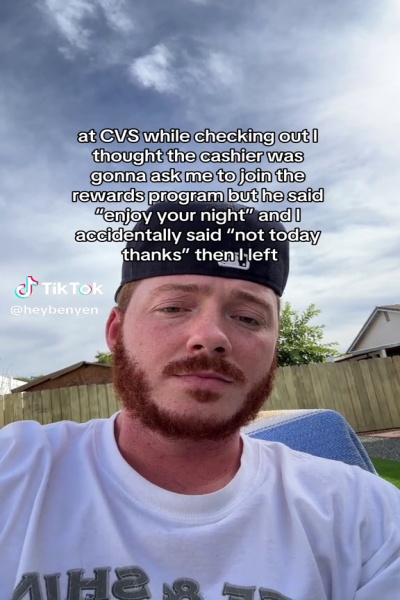 at CVS while checking out I
thought the cashier was
gonna ask me to join the
rewards program but he said
“enjoy your night” and I
accidentally said “not today
thanks” then I left
TikTok
@heybenyen